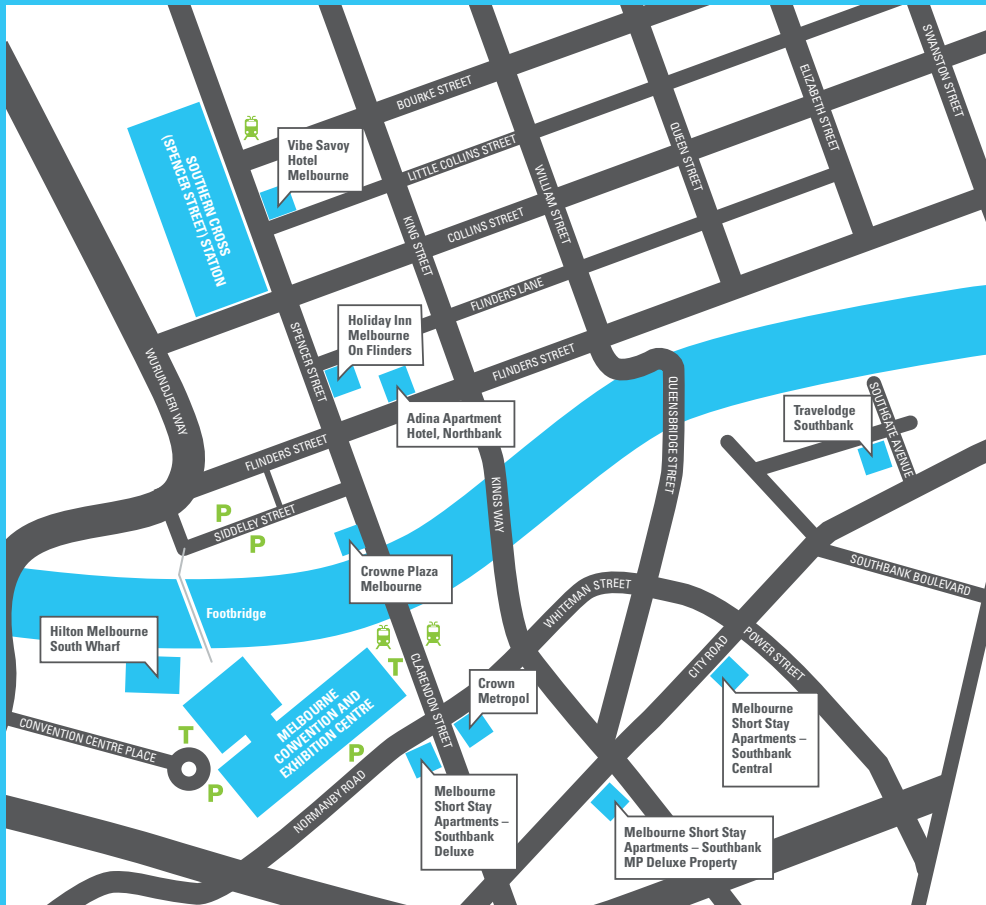 SWANSTON STREET
BOURKE STREET
ELIZABETH STREET
SOUTHERN CROSS
(SPENCER STREET) STATION
Vibe Savoy
Hotel
Melbourne
LITTLE COLLINS STREET
QUEEN STREET
WILLIAM STREET
KING STREET
COLLINS STREET
FLINDERS LANE
SPENCER STREET
Holiday Inn
Melbourne
On Flinders
WURUNDJERI WAY
FLINDERS STREET
QUEENSBRIDGE STREET
Adina Apartment
Hotel, Northbank
Travelodge
Southbank
SOUTHGATE AVENUE
FLINDERS STREET
KINGS WAY
P
SIDDELEY STREET
P
Crowne Plaza
Melbourne
SOUTHBANK BOULEVARD
WHITEMAN STREET
Footbridge
Hilton Melbourne
South Wharf
POWER STREET
CITY ROAD
T
CLARENDON STREET
Crown
Metropol
MELBOURNE
CONVENTION AND
EXHIBITION CENTRE
Melbourne
Short Stay
Apartments –
Southbank
Central
CONVENTION CENTRE PLACE
T
P
P
NORMANBY ROAD
Melbourne
Short Stay
Apartments –
Southbank
Deluxe
Melbourne Short Stay
Apartments – Southbank
MP Deluxe Property